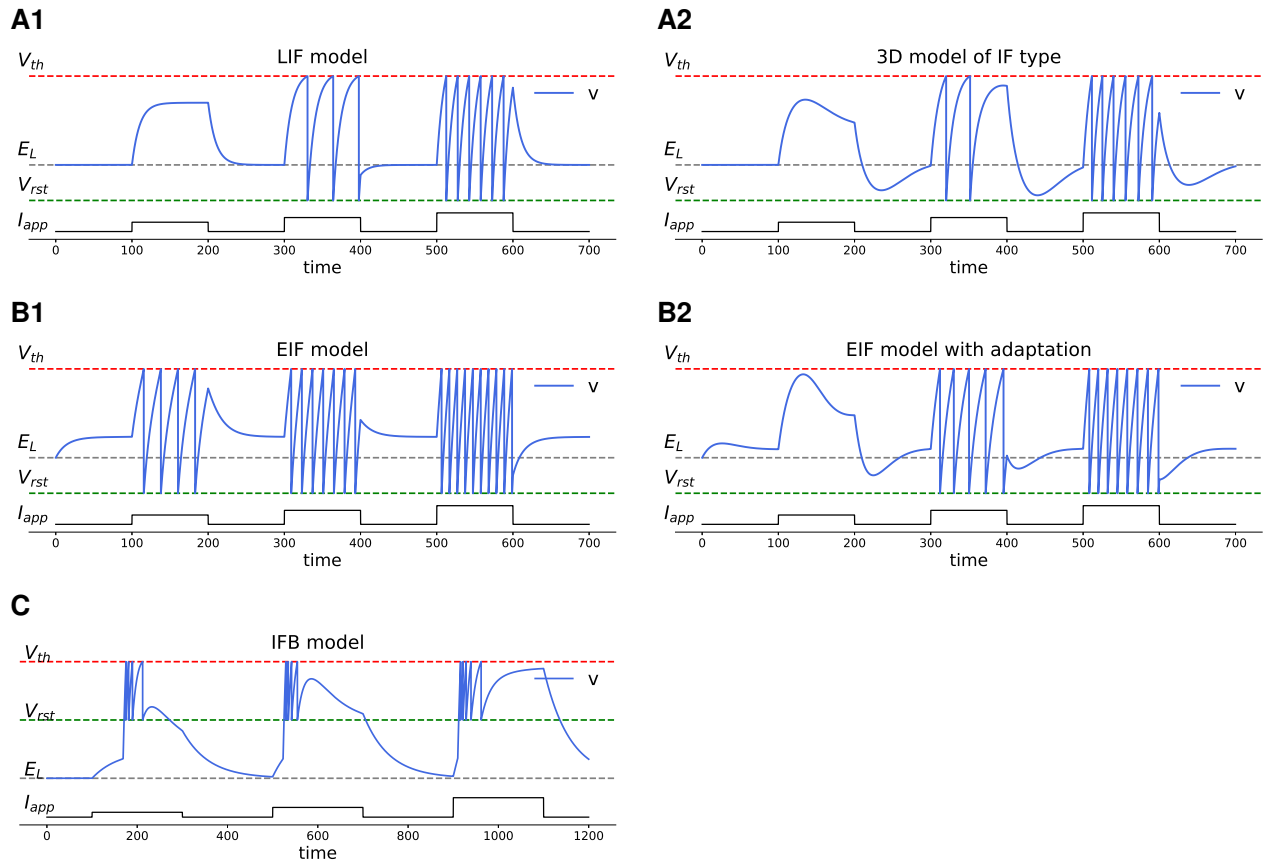 A1
LIF model
V_th
v
E_L
V_rst
I_app
0 100 200 300 400 500 600 700
time
A2
3D model of IF type
V_th
v
E_L
V_rst
I_app
0 100 200 300 400 500 600 700
time
B1
EIF model
V_th
v
E_L
V_rst
I_app
0 100 200 300 400 500 600 700
time
B2
EIF model with adaptation
V_th
v
E_L
V_rst
I_app
0 100 200 300 400 500 600 700
time
C
IFB model
V_th
v
V_rst
E_L
I_app
0 200 400 600 800 1000 1200
time